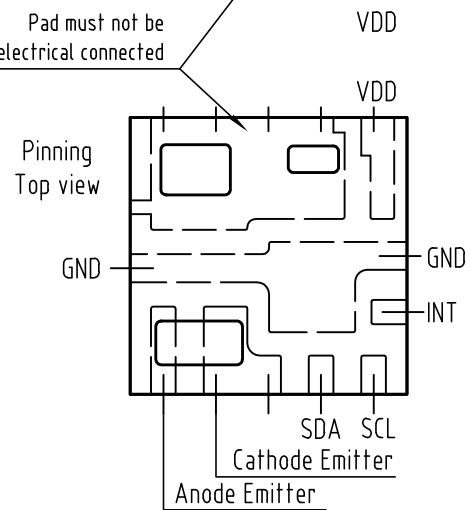 Pad must not be
electrical connected
VDD
VDD
Pinning
Top view
GND
GND
INT
SDA SCL
Cathode Emitter
Anode Emitter